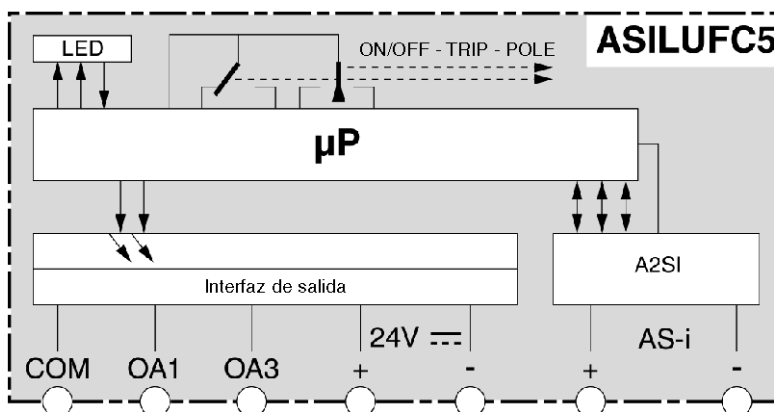 LED
ON/OFF - TRIP - POLE
ASILUFC5
µP
A2SI
Interfaz de salida
24V
AS-i
COM
OA1
OA3
+
-
+
-